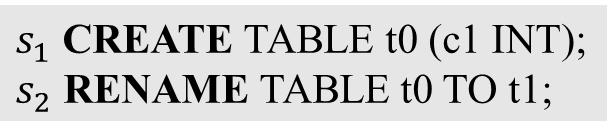 s₁ CREATE TABLE t0 (c1 INT);
s₂ RENAME TABLE t0 TO t1;